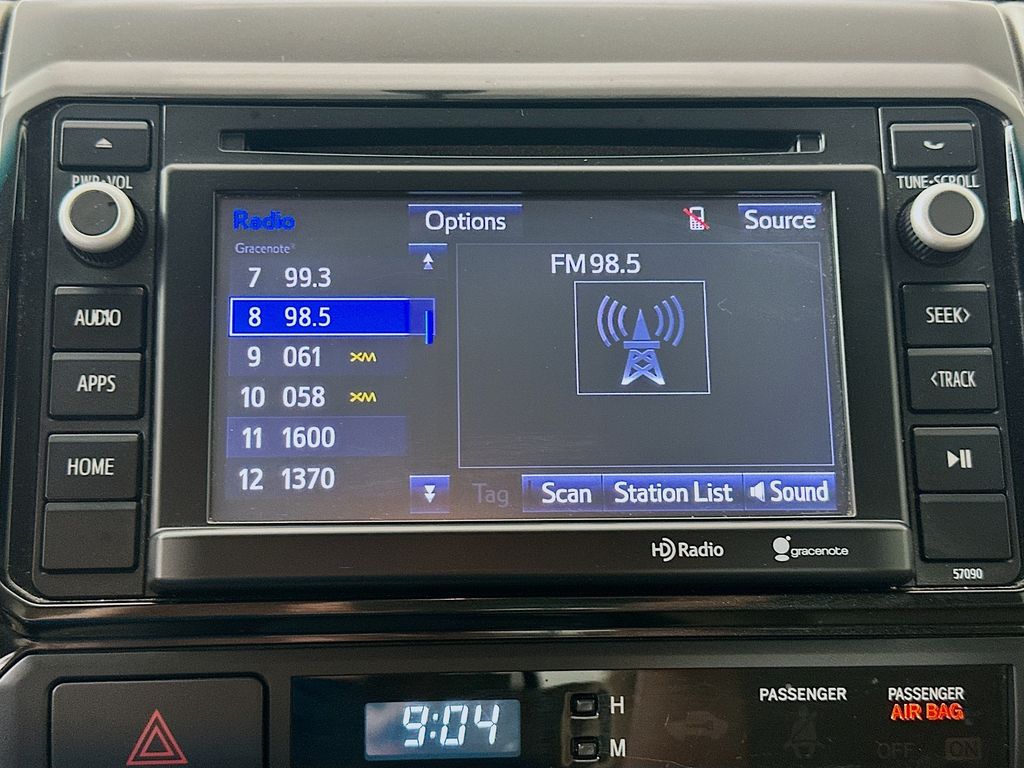 PWR•VOL
TUNE•SCROLL
Radio
Options
Source
Gracenote®
7 99.3
FM 98.5
8 98.5
9 061 XM
10 058 XM
11 1600
12 1370
Tag
Scan
Station List
Sound
AUDIO
APPS
HOME
SEEK>
<TRACK
HD Radio
gracenote
57090
9:04
H
M
PASSENGER
PASSENGER
AIR BAG
OFF
ON